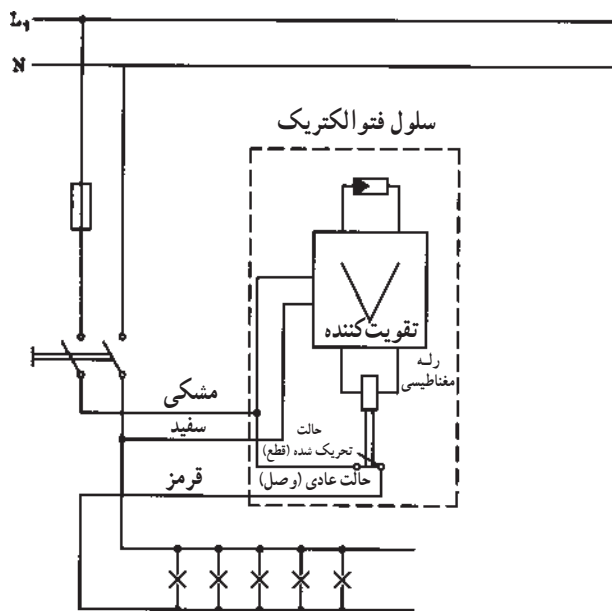 L₁
N
سلول فتوالکتریک
تقویت‌کننده
رله
مغناطیسی
مشکی
سفید
حالت
تحریک شده (قطع)
قرمز
حالت عادی (وصل)